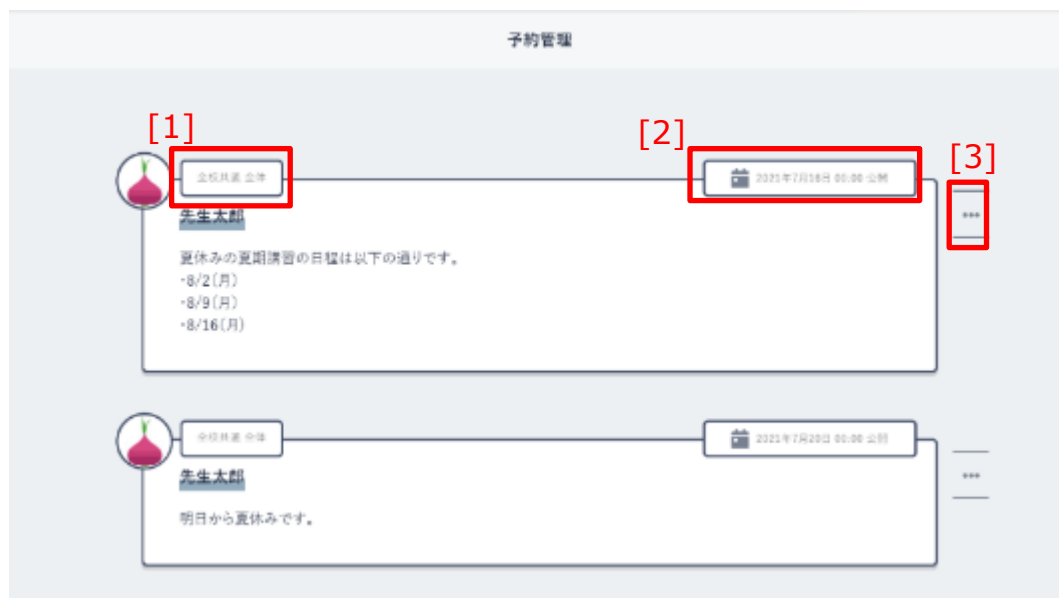 予約管理
[1]
[2]
[3]
全校共通 全体
2021年7月16日 00:00 公開
先生太郎
夏休みの夏期講習の日程は以下の通りです。
・8/2(月)
・8/9(月)
・8/16(月)
全校共通 全体
2021年7月20日 00:00 公開
先生太郎
明日から夏休みです。